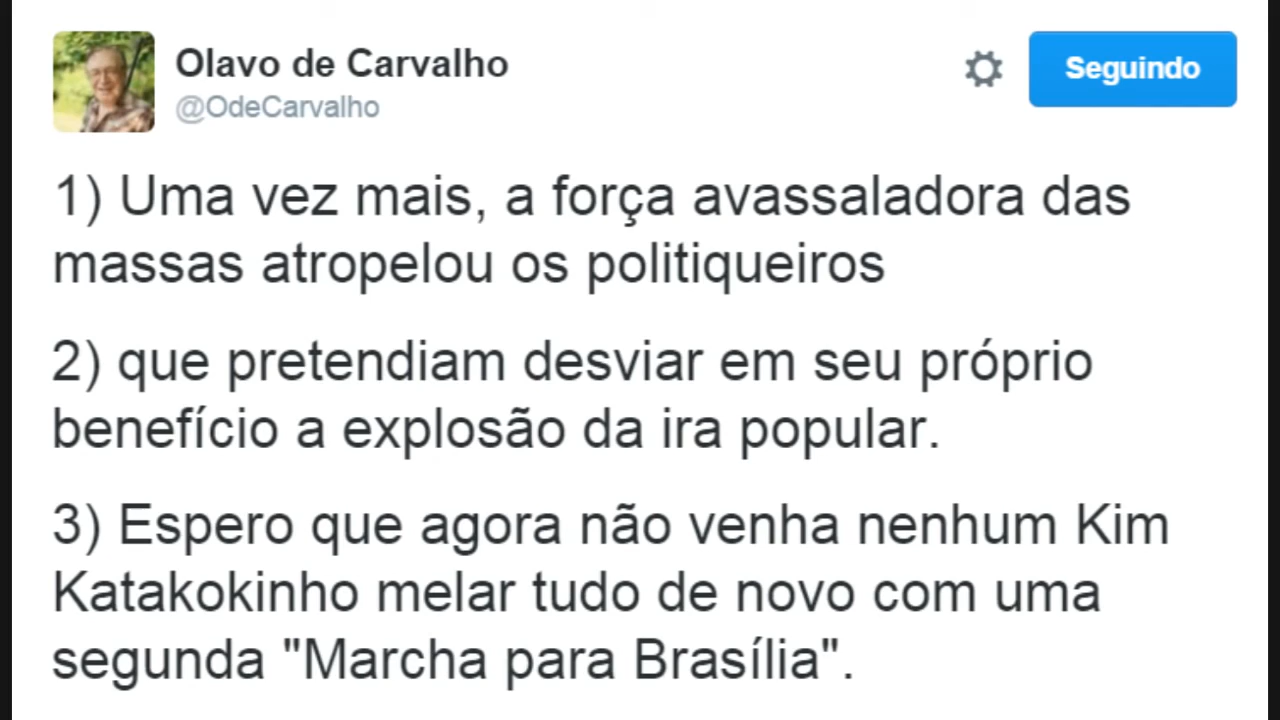 Olavo de Carvalho
@OdeCarvalho
Seguindo
1) Uma vez mais, a força avassaladora das
massas atropelou os politiqueiros
2) que pretendiam desviar em seu próprio
benefício a explosão da ira popular.
3) Espero que agora não venha nenhum Kim
Katakokinho melar tudo de novo com uma
segunda "Marcha para Brasília".